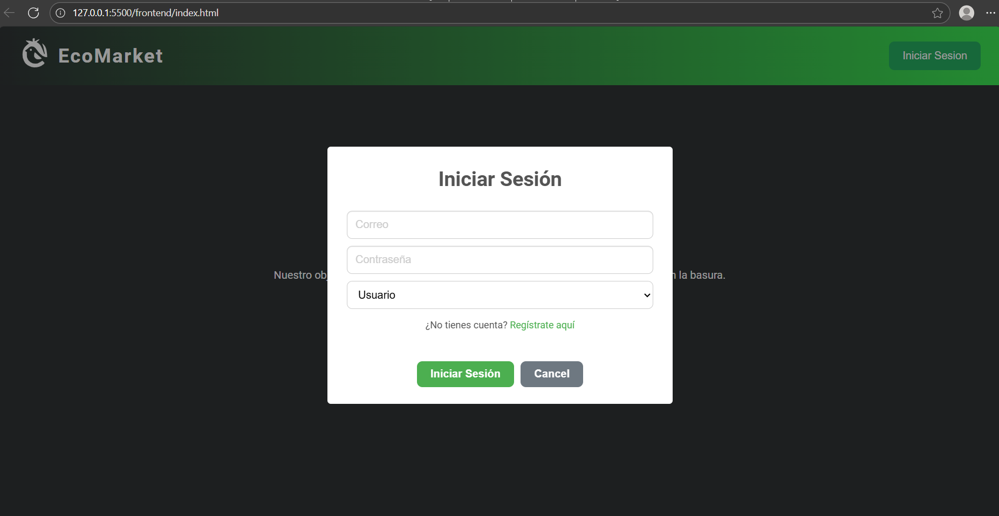 127.0.0.1:5500/frontend/index.html
EcoMarket
Iniciar Sesion
Iniciar Sesión
Correo
Contraseña
Nuestro la basura.
Usuario
¿No tienes cuenta? Regístrate aquí
Iniciar Sesión Cancel